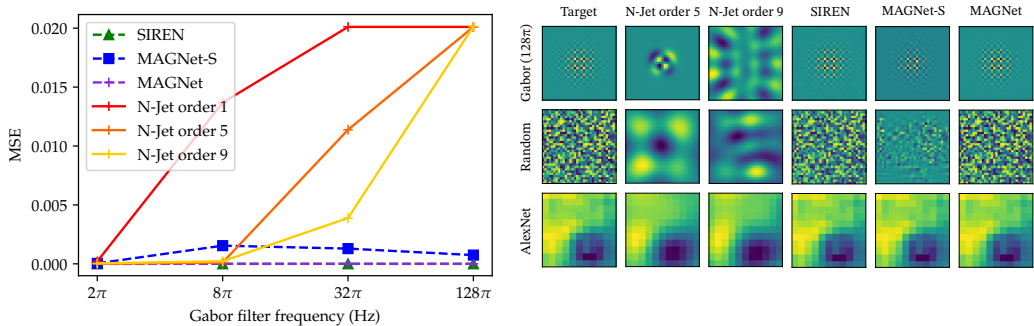 0.020
0.015
0.010
0.005
0.000
MSE
SIREN
MAGNet-S
MAGNet
N-Jet order 1
N-Jet order 5
N-Jet order 9
2π 8π 32π 128π
Gabor filter frequency (Hz)
Target N-Jet order 5 N-Jet order 9 SIREN MAGNet-S MAGNet
Gabor (128π)
Random
AlexNet